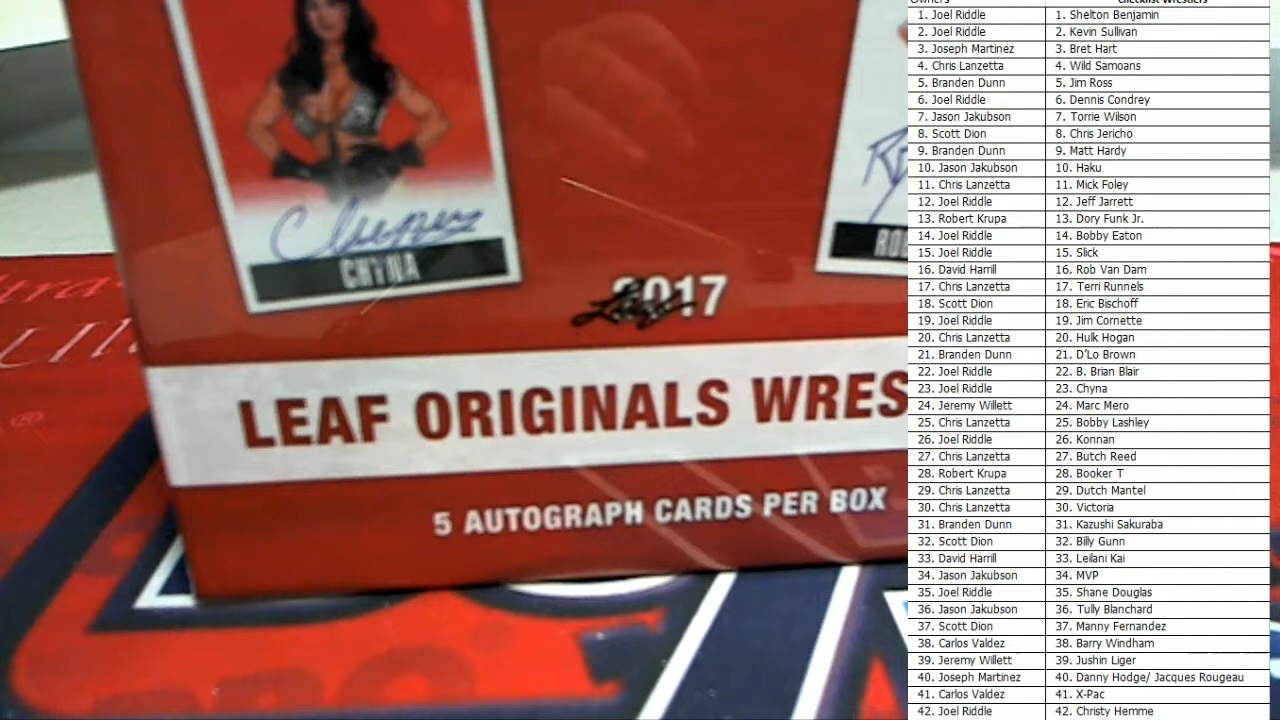 Chyna
CHYNA
2017
Leaf
LEAF ORIGINALS WRES
5 AUTOGRAPH CARDS PER BOX
Owners Checklist Wrestlers
1. Joel Riddle 1. Shelton Benjamin
2. Joel Riddle 2. Kevin Sullivan
3. Joseph Martinez 3. Bret Hart
4. Chris Lanzetta 4. Wild Samoans
5. Branden Dunn 5. Jim Ross
6. Joel Riddle 6. Dennis Condrey
7. Jason Jakubson 7. Torrie Wilson
8. Scott Dion 8. Chris Jericho
9. Branden Dunn 9. Matt Hardy
10. Jason Jakubson 10. Haku
11. Chris Lanzetta 11. Mick Foley
12. Joel Riddle 12. Jeff Jarrett
13. Robert Krupa 13. Dory Funk Jr.
14. Joel Riddle 14. Bobby Eaton
15. Joel Riddle 15. Slick
16. David Harrill 16. Rob Van Dam
17. Chris Lanzetta 17. Terri Runnels
18. Scott Dion 18. Eric Bischoff
19. Joel Riddle 19. Jim Cornette
20. Chris Lanzetta 20. Hulk Hogan
21. Branden Dunn 21. D'Lo Brown
22. Joel Riddle 22. B. Brian Blair
23. Joel Riddle 23. Chyna
24. Jeremy Willett 24. Marc Mero
25. Chris Lanzetta 25. Bobby Lashley
26. Joel Riddle 26. Konnan
27. Chris Lanzetta 27. Butch Reed
28. Robert Krupa 28. Booker T
29. Chris Lanzetta 29. Dutch Mantel
30. Chris Lanzetta 30. Victoria
31. Branden Dunn 31. Kazushi Sakuraba
32. Scott Dion 32. Billy Gunn
33. David Harrill 33. Leilani Kai
34. Jason Jakubson 34. MVP
35. Joel Riddle 35. Shane Douglas
36. Jason Jakubson 36. Tully Blanchard
37. Scott Dion 37. Manny Fernandez
38. Carlos Valdez 38. Barry Windham
39. Jeremy Willett 39. Jushin Liger
40. Joseph Martinez 40. Danny Hodge/ Jacques Rougeau
41. Carlos Valdez 41. X-Pac
42. Joel Riddle 42. Christy Hemme